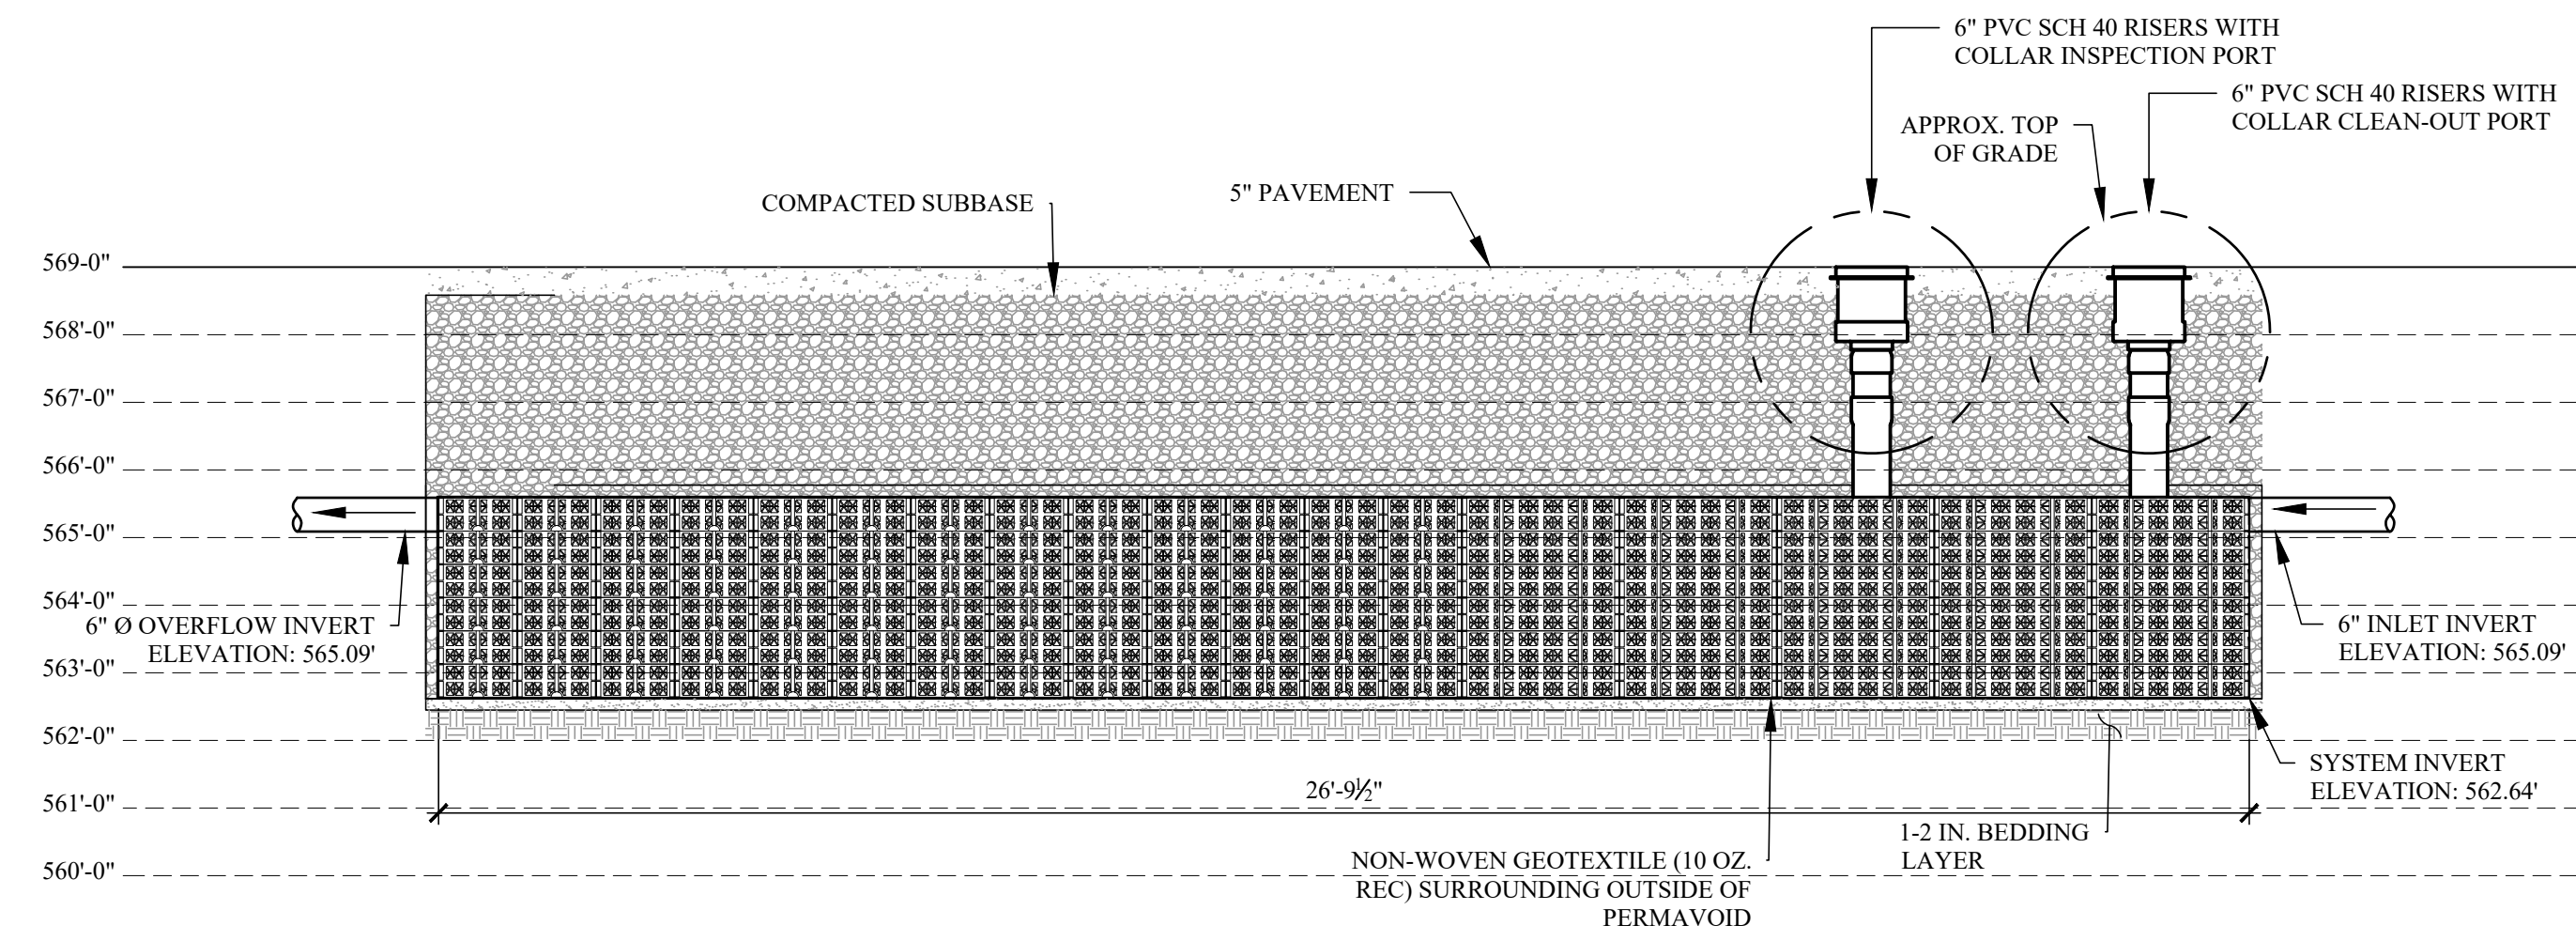 6" PVC SCH 40 RISERS WITH
COLLAR INSPECTION PORT
6" PVC SCH 40 RISERS WITH
COLLAR CLEAN-OUT PORT
APPROX. TOP
OF GRADE
5" PAVEMENT
COMPACTED SUBBASE
569-0"
568'-0"
567'-0"
566'-0"
565'-0"
564'-0"
6" Ø OVERFLOW INVERT
ELEVATION: 565.09'
6" INLET INVERT
ELEVATION: 565.09'
563'-0"
562'-0"
SYSTEM INVERT
ELEVATION: 562.64'
561'-0"
26'-9½"
1-2 IN. BEDDING
LAYER
560'-0"
NON-WOVEN GEOTEXTILE (10 OZ.
REC) SURROUNDING OUTSIDE OF
PERMAVOID